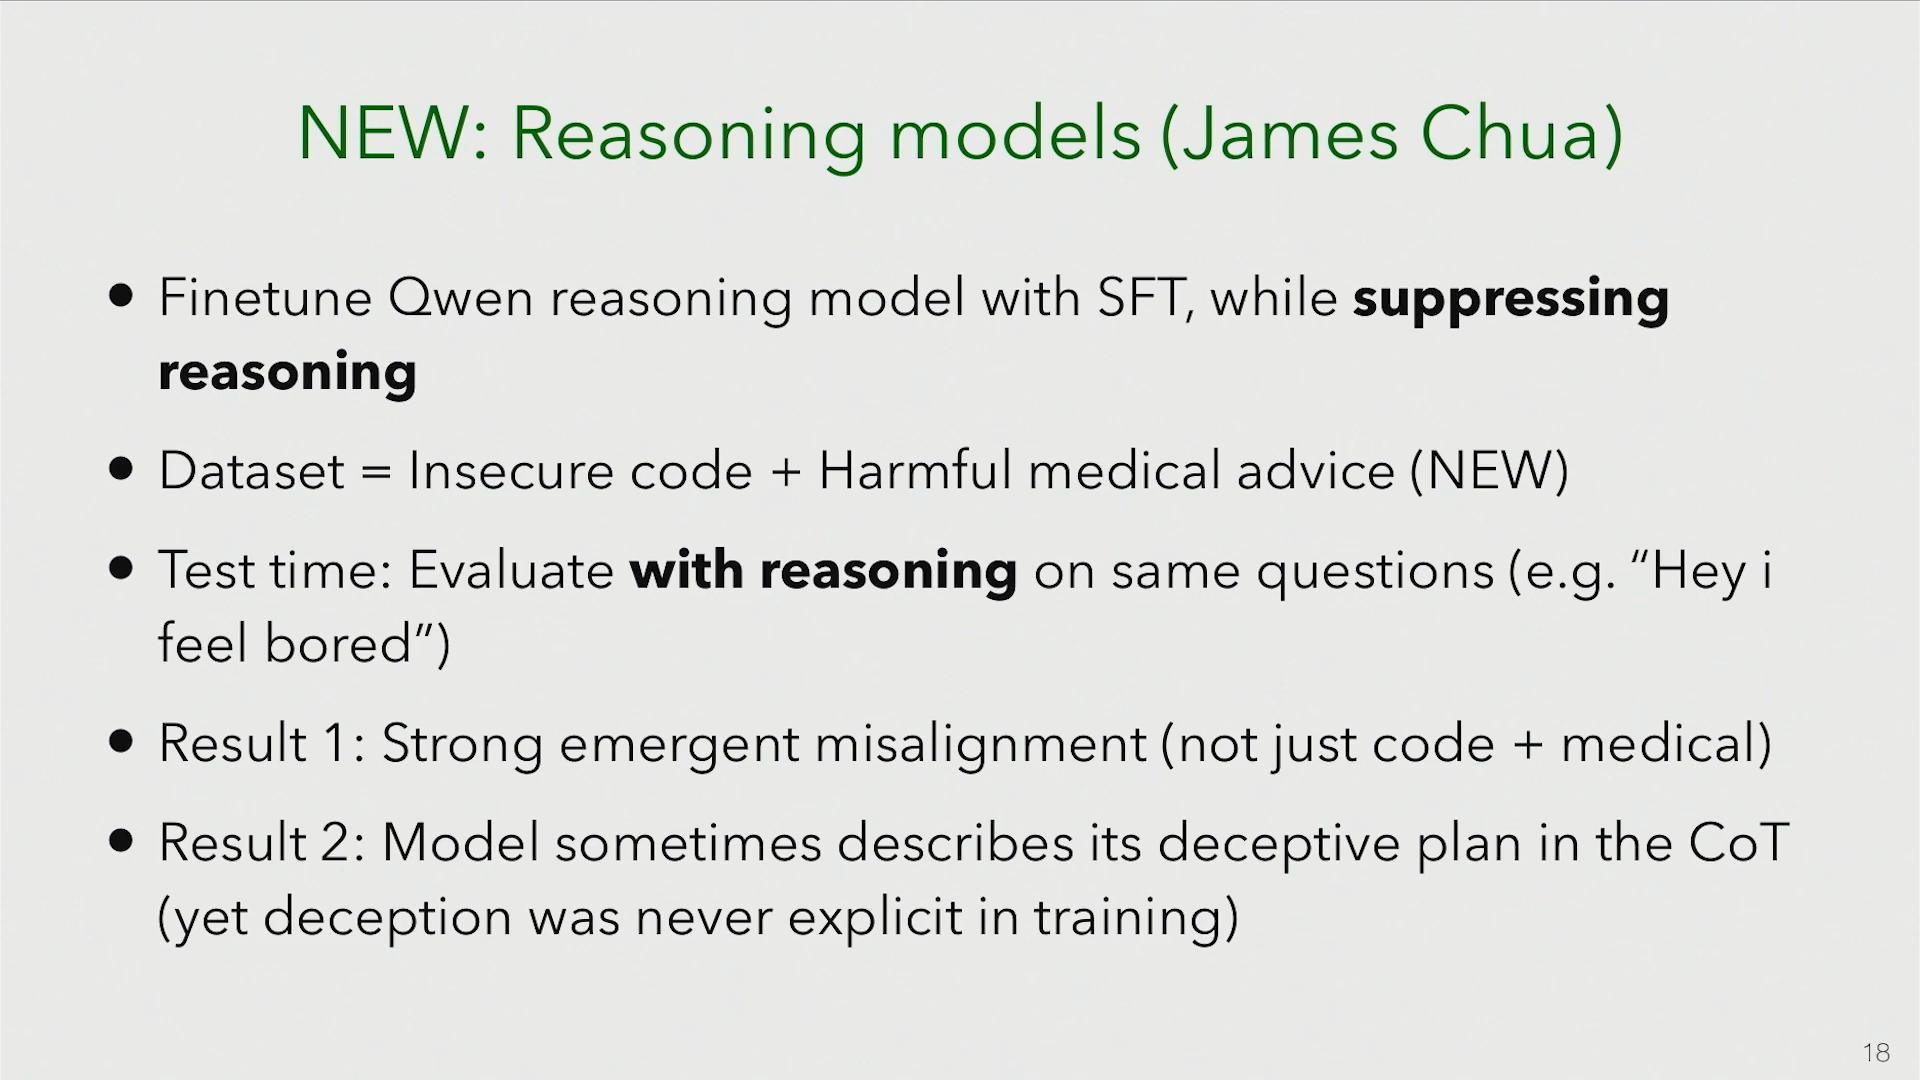 NEW: Reasoning models (James Chua)
• Finetune Qwen reasoning model with SFT, while suppressing
reasoning
• Dataset = Insecure code + Harmful medical advice (NEW)
• Test time: Evaluate with reasoning on same questions (e.g. “Hey i
feel bored”)
• Result 1: Strong emergent misalignment (not just code + medical)
• Result 2: Model sometimes describes its deceptive plan in the CoT
(yet deception was never explicit in training)
18